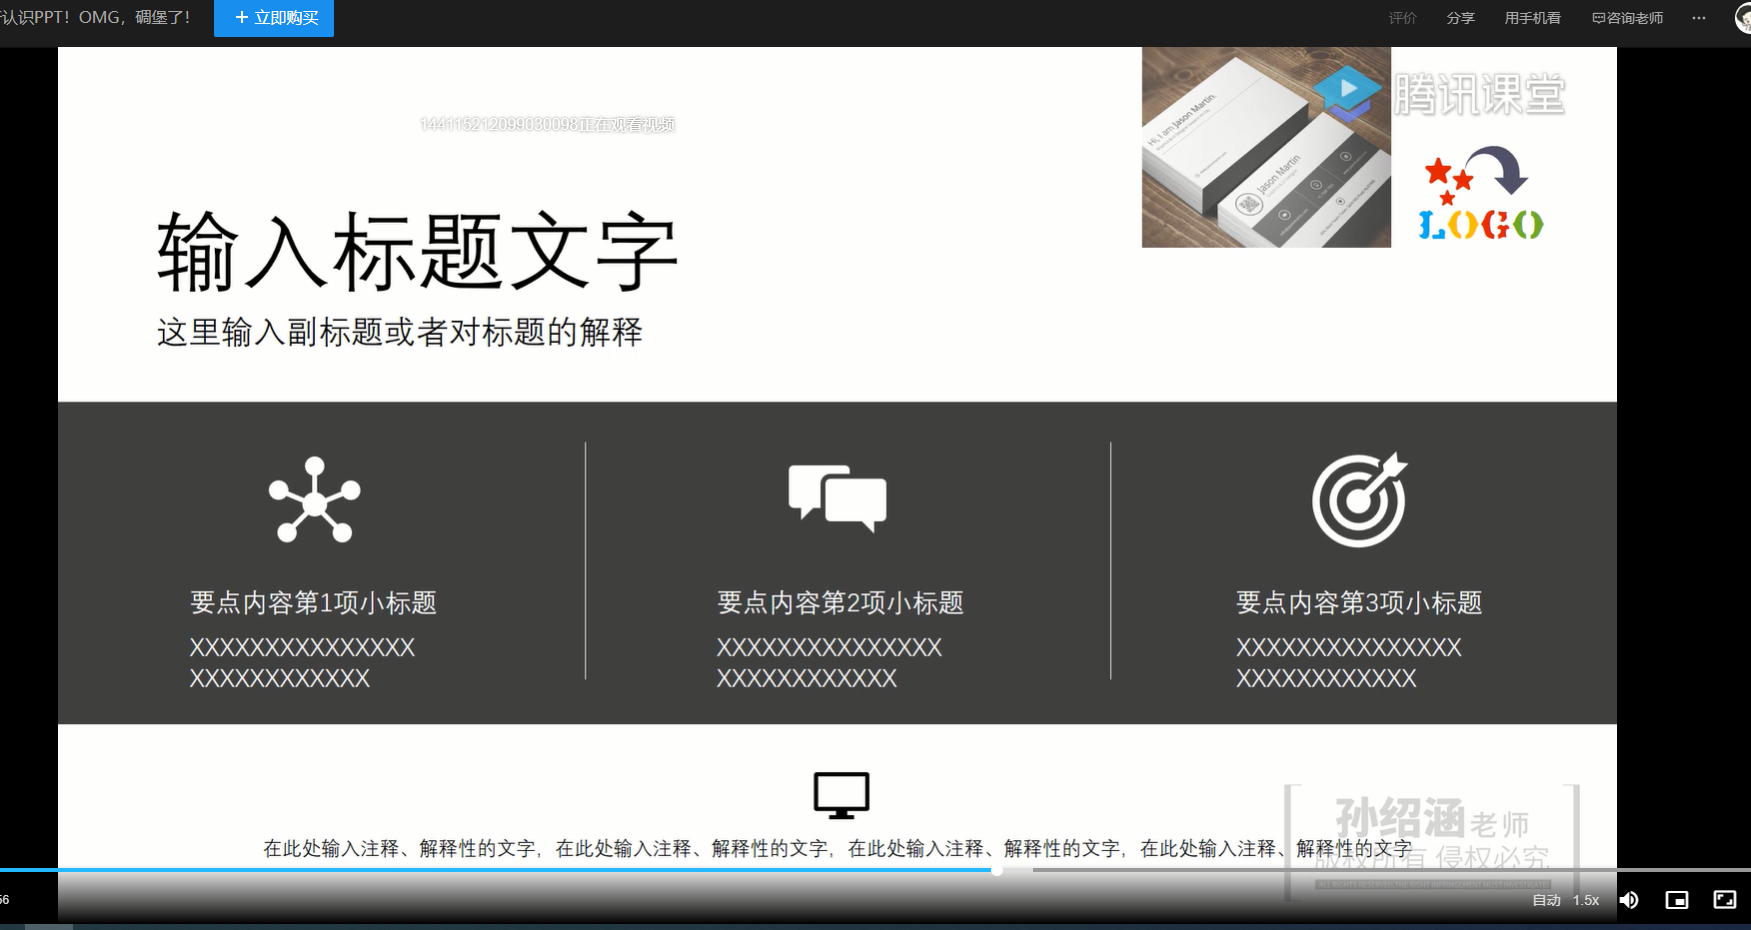 认识PPT！OMG，碉堡了！
+ 立即购买
评价
分享
用手机看
咨询老师
144115212099030098正在观看视频
腾讯课堂
Hi, I am Jason Martin.
Jason Martin
LOGO
输入标题文字
这里输入副标题或者对标题的解释
要点内容第1项小标题
XXXXXXXXXXXXXXX
XXXXXXXXXXXX
要点内容第2项小标题
XXXXXXXXXXXXXXX
XXXXXXXXXXXX
要点内容第3项小标题
XXXXXXXXXXXXXXX
XXXXXXXXXXXX
孙绍涵老师
在此处输入注释、解释性的文字，在此处输入注释、解释性的文字，在此处输入注释、解释性的文字，在此处输入注释、解释性的文字
版权所有 侵权必究
56
自动
1.5x